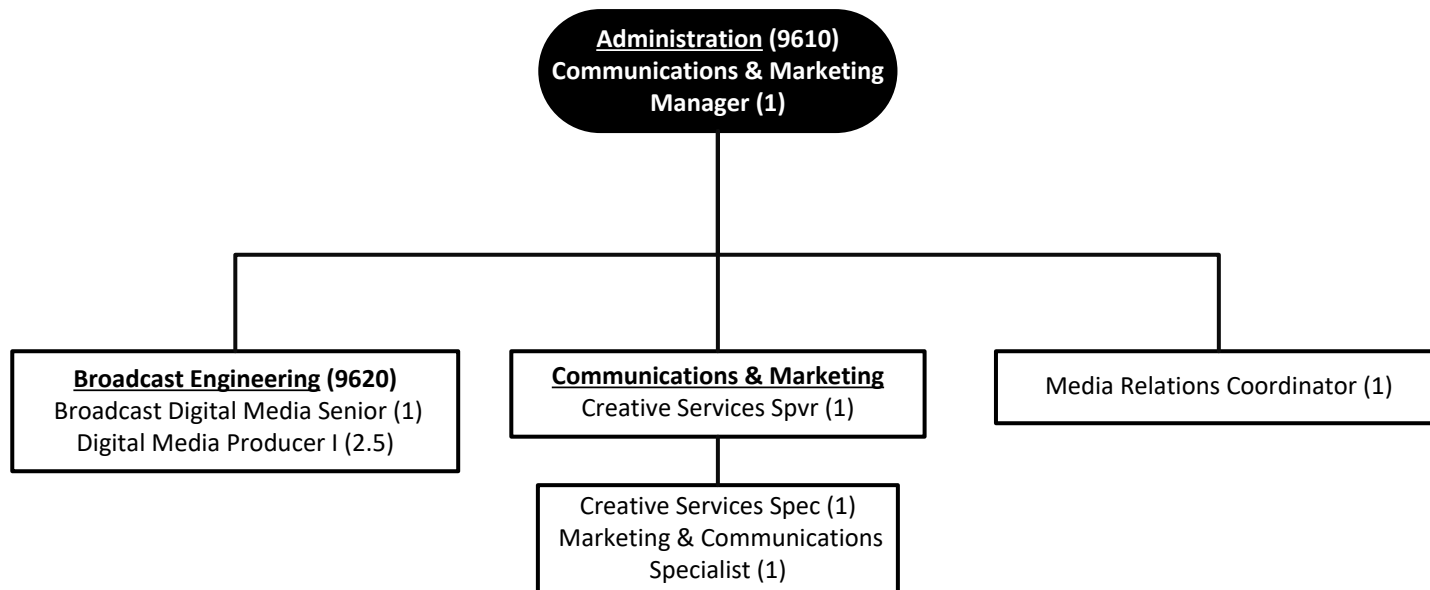 Administration (9610)
Communications & Marketing
Manager (1)
Broadcast Engineering (9620)
Broadcast Digital Media Senior (1)
Digital Media Producer I (2.5)
Communications & Marketing
Creative Services Spvr (1)
Media Relations Coordinator (1)
Creative Services Spec (1)
Marketing & Communications
Specialist (1)